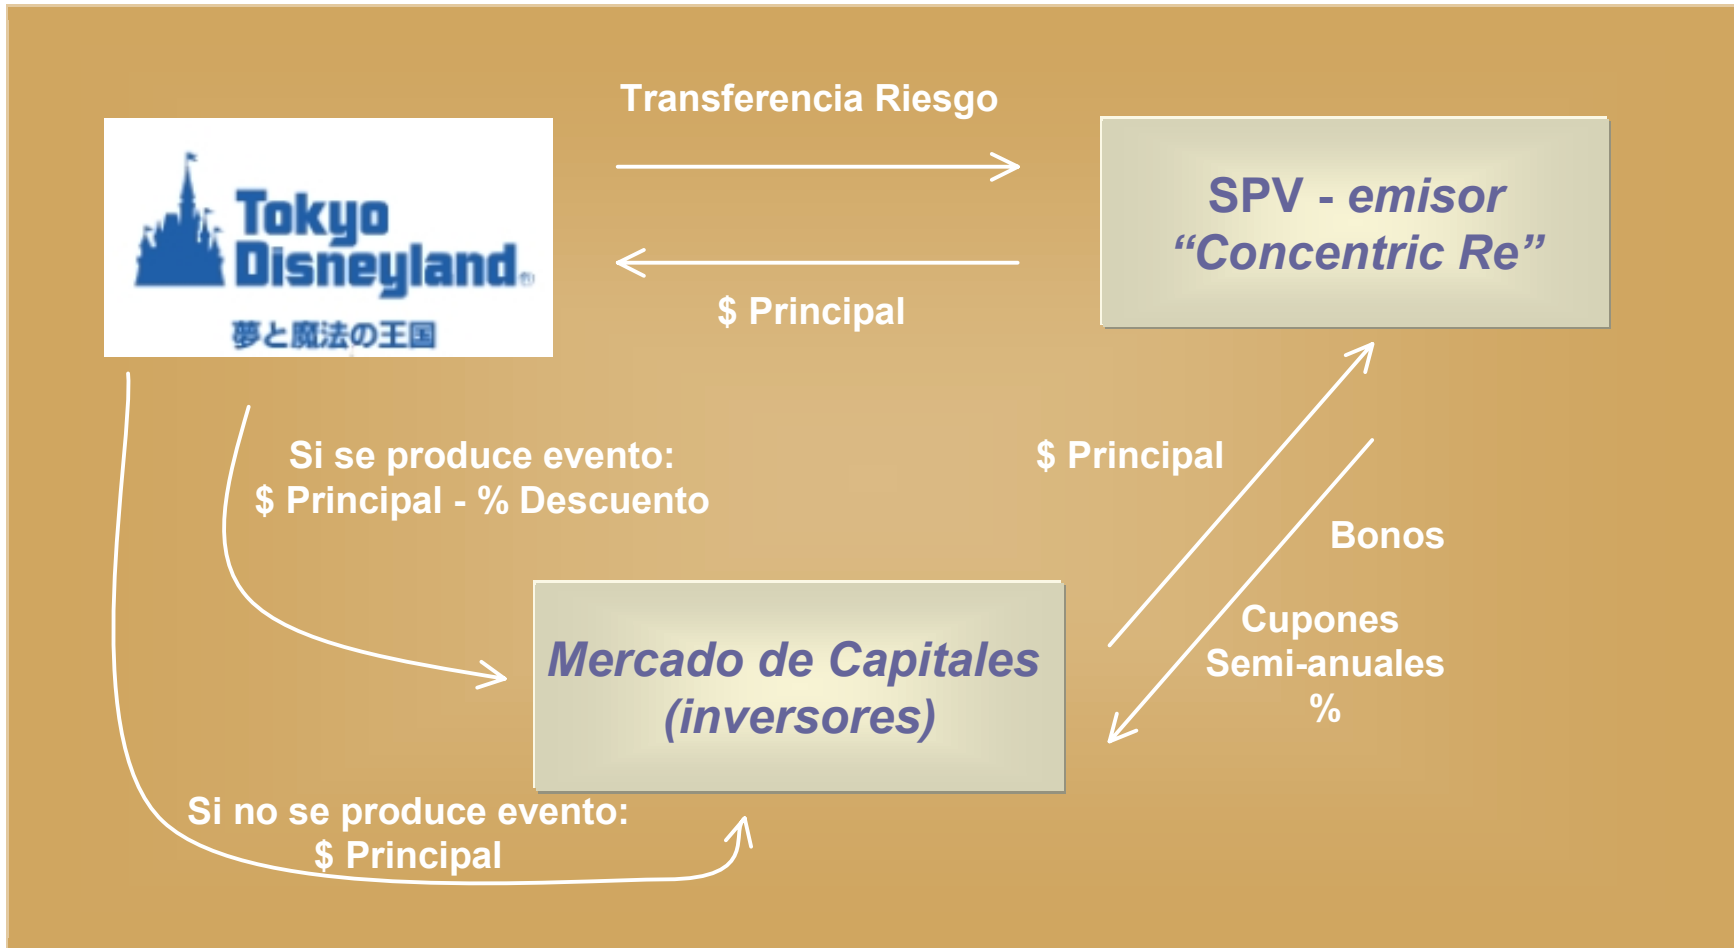 Transferencia Riesgo
Tokyo
Disneyland®
夢と魔法の王国
SPV - emisor
“Concentric Re”
$ Principal
Si se produce evento:
$ Principal - % Descuento
$ Principal
Bonos
Cupones
Semi-anuales
%
Mercado de Capitales
(inversores)
Si no se produce evento:
$ Principal